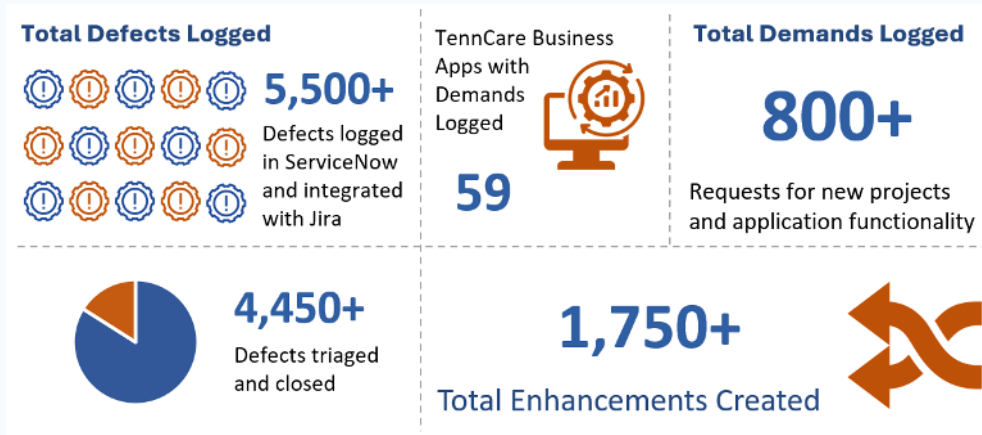 Total Defects Logged
5,500+
Defects logged
in ServiceNow
and integrated
with Jira
TennCare Business
Apps with
Demands
Logged
59
Total Demands Logged
800+
Requests for new projects
and application functionality
4,450+
Defects triaged
and closed
1,750+
Total Enhancements Created